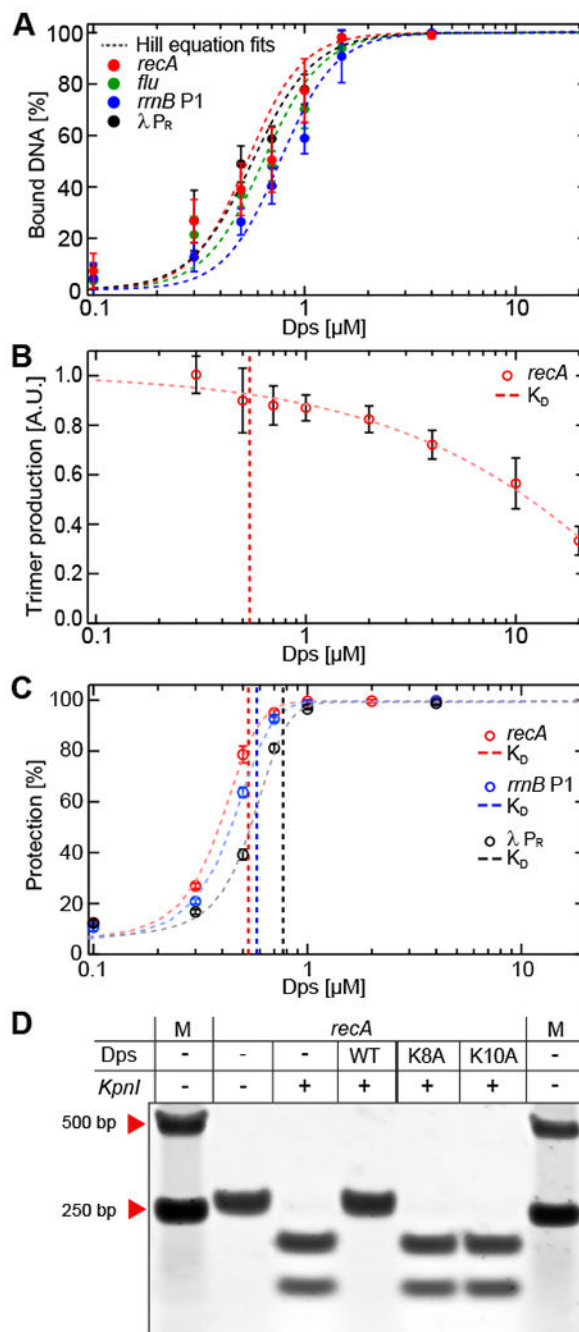 A
Hill equation fits
recA
flu
rrnB P1
λ PR
Bound DNA [%]
100
80
60
40
20
0
0.1
1
10
Dps [µM]
B
recA
KD
Trimer production [A.U.]
1.0
0.8
0.6
0.4
0.2
0.0
0.1
1
10
Dps [µM]
C
recA
KD
rrnB P1
KD
λ PR
KD
Protection [%]
100
80
60
40
20
0
0.1
1
10
Dps [µM]
D
M recA M
Dps - - - WT K8A K10A -
KpnI - - + + + + -
500 bp
250 bp